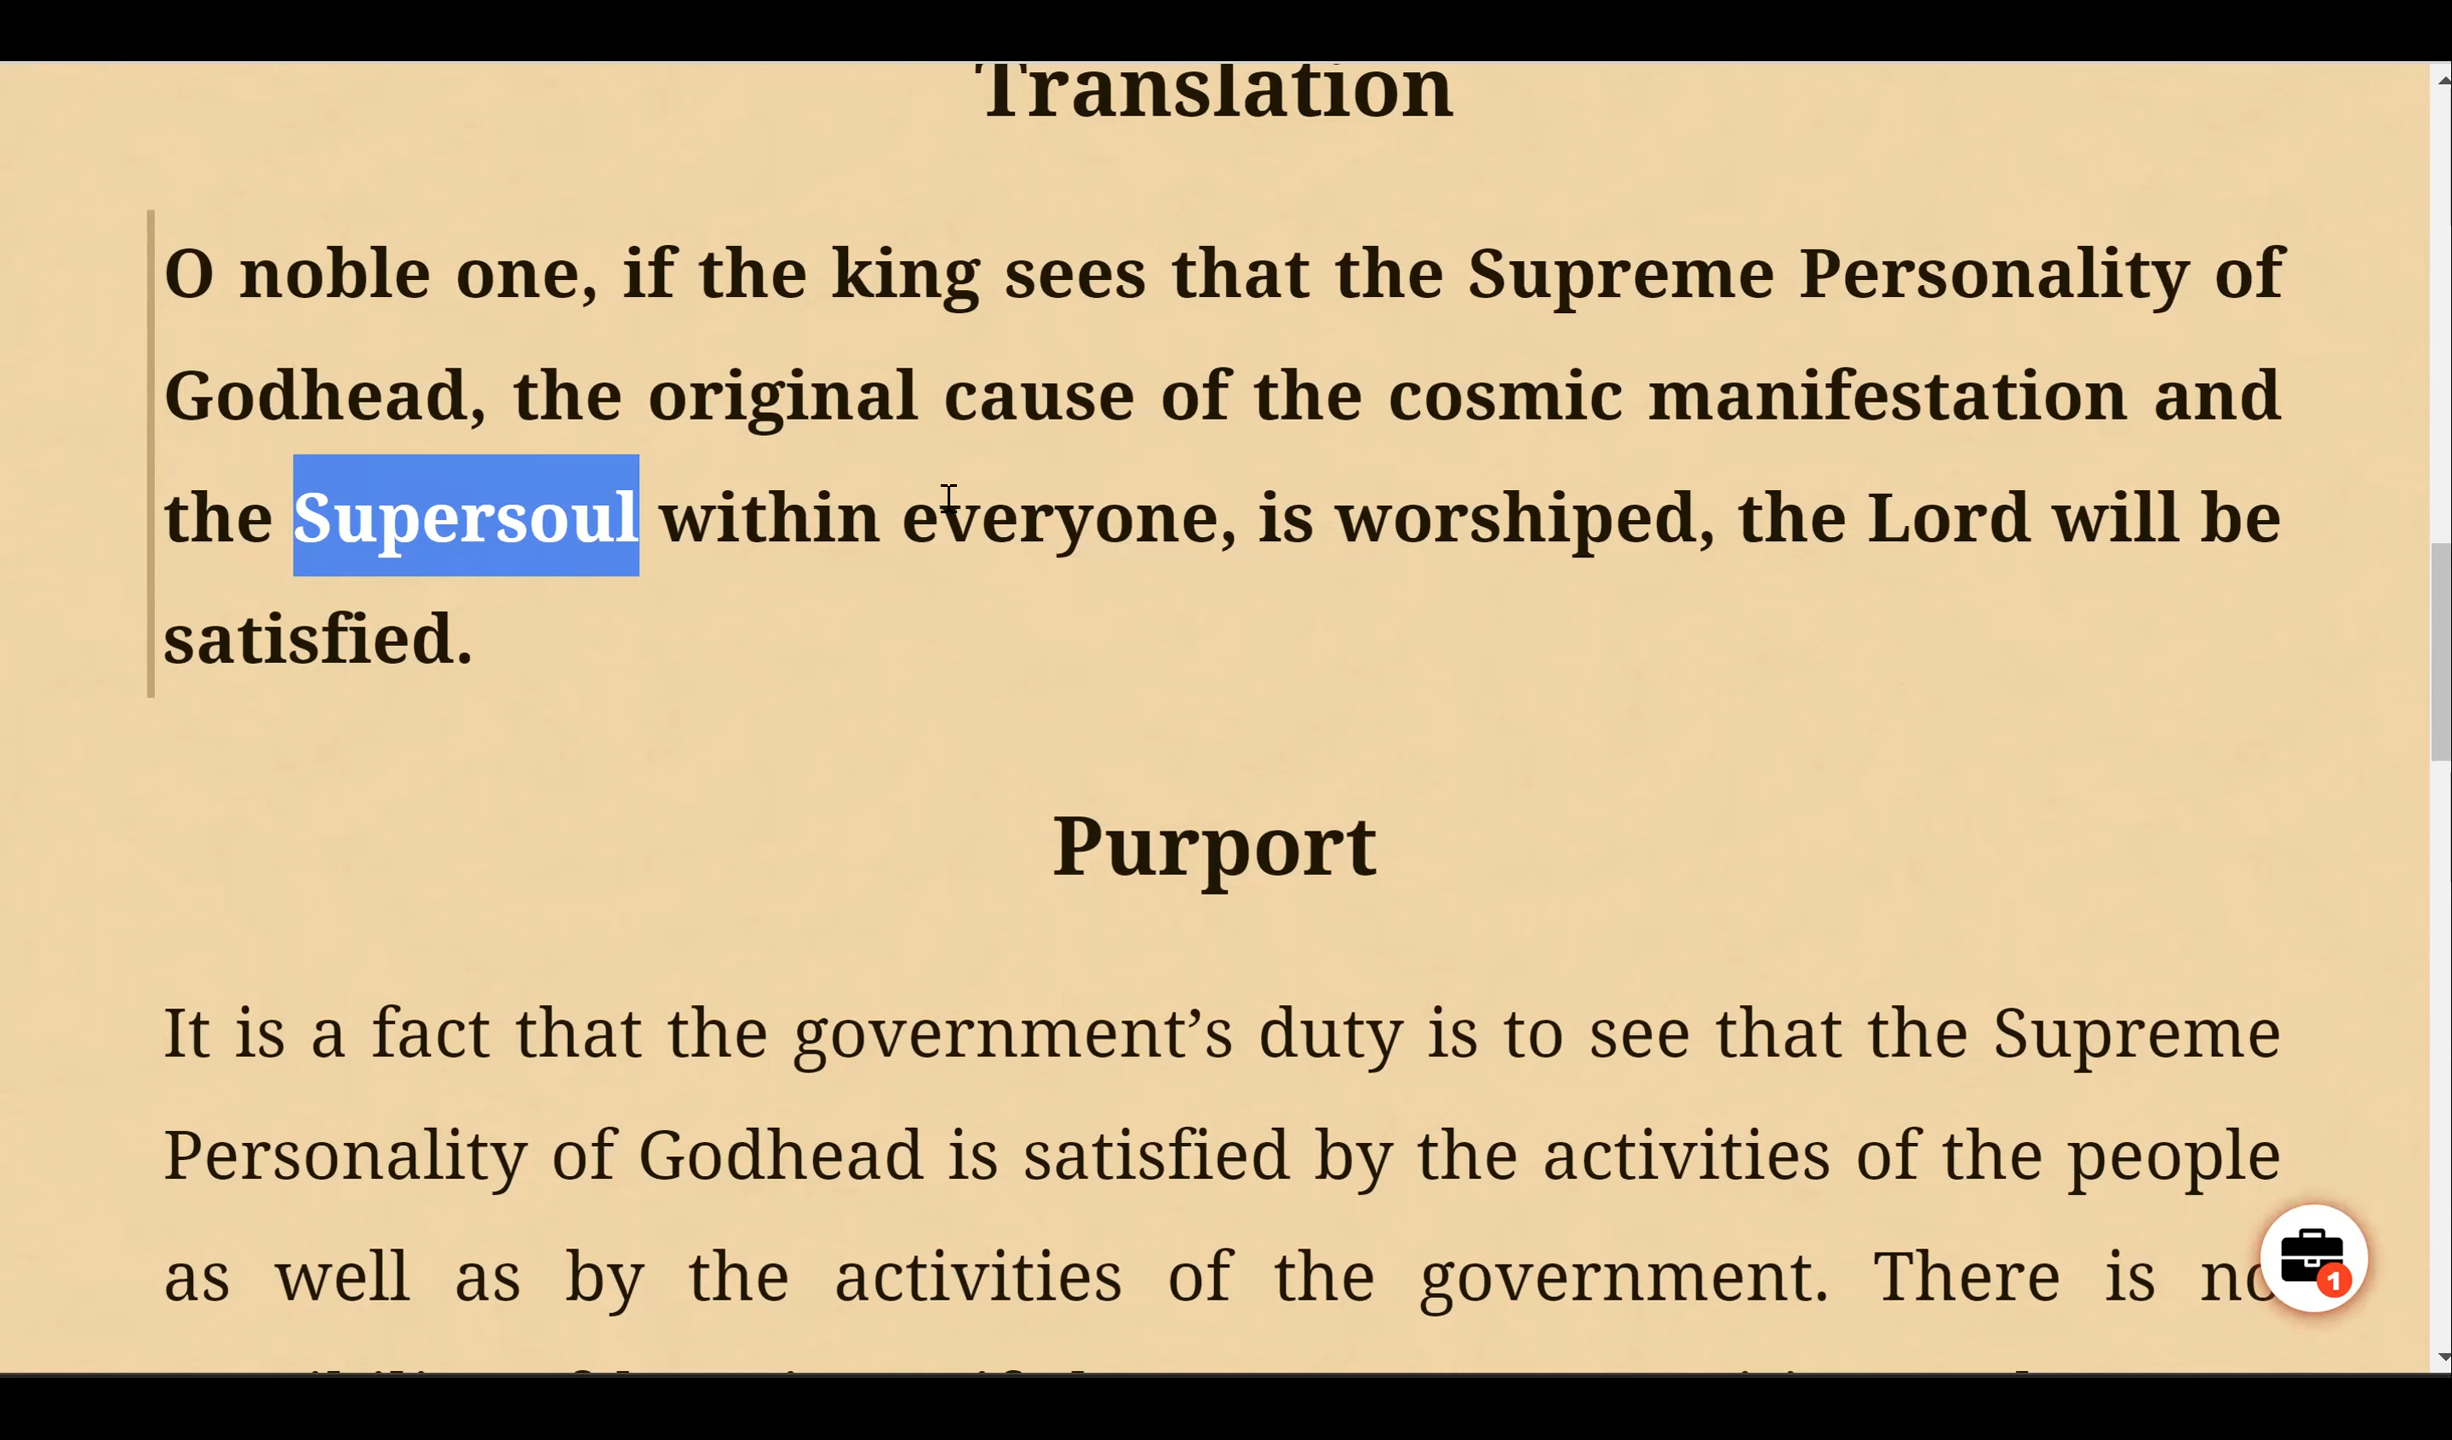 Translation
O noble one, if the king sees that the Supreme Personality of
Godhead, the original cause of the cosmic manifestation and
the Supersoul within everyone, is worshiped, the Lord will be
satisfied.
Purport
It is a fact that the government’s duty is to see that the Supreme
Personality of Godhead is satisfied by the activities of the people
as well as by the activities of the government. There is no
1